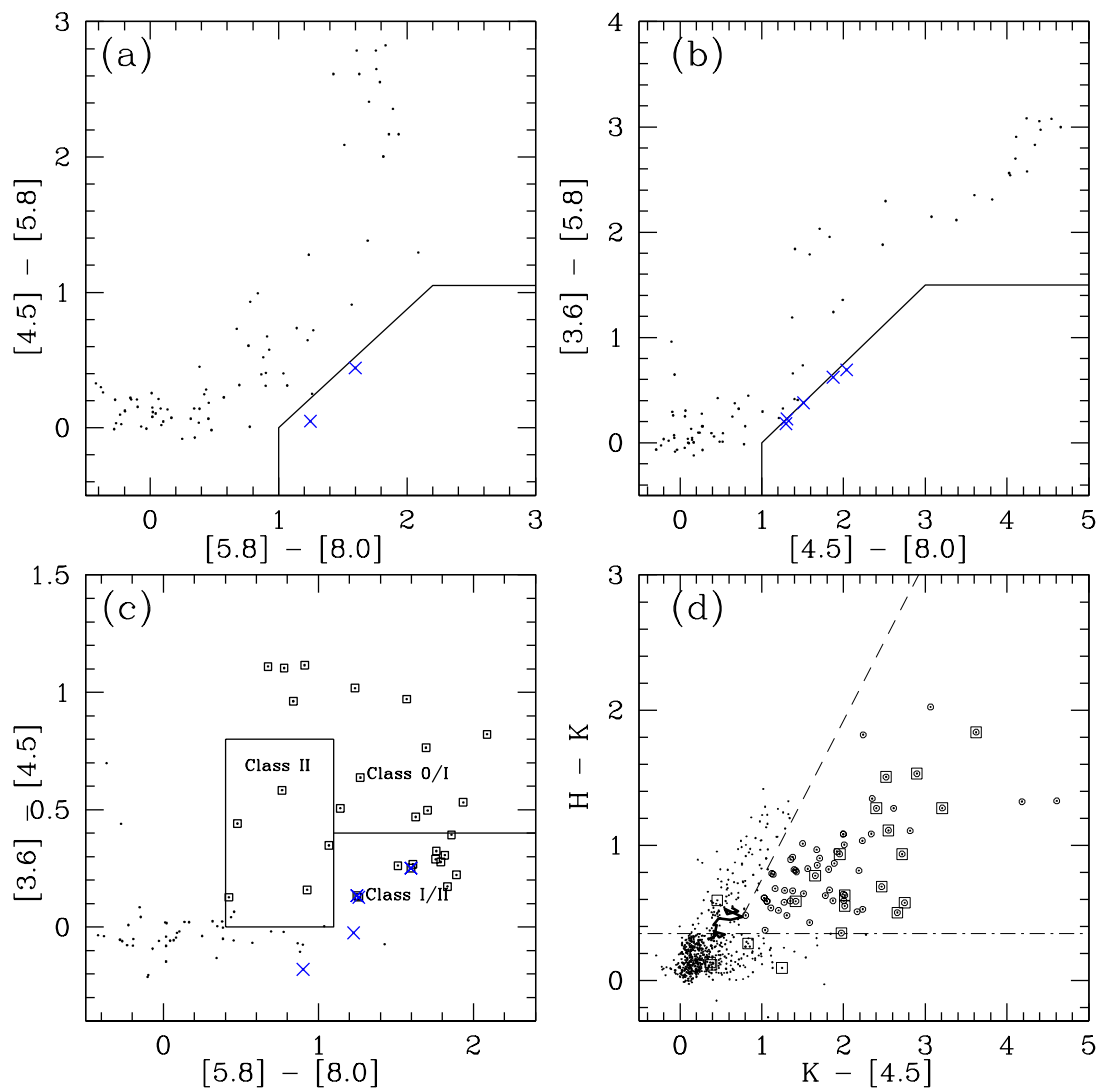 (a)
3
2
1
0
[4.5] − [5.8]
0 1 2 3
[5.8] − [8.0]
(b)
4
3
2
1
0
[3.6] − [5.8]
0 1 2 3 4 5
[4.5] − [8.0]
(c)
1.5
1
0.5
0
[3.6] − [4.5]
Class II
Class 0/I
Class I/II
0 1 2
[5.8] − [8.0]
(d)
3
2
1
0
H − K
0 1 2 3 4 5
K − [4.5]